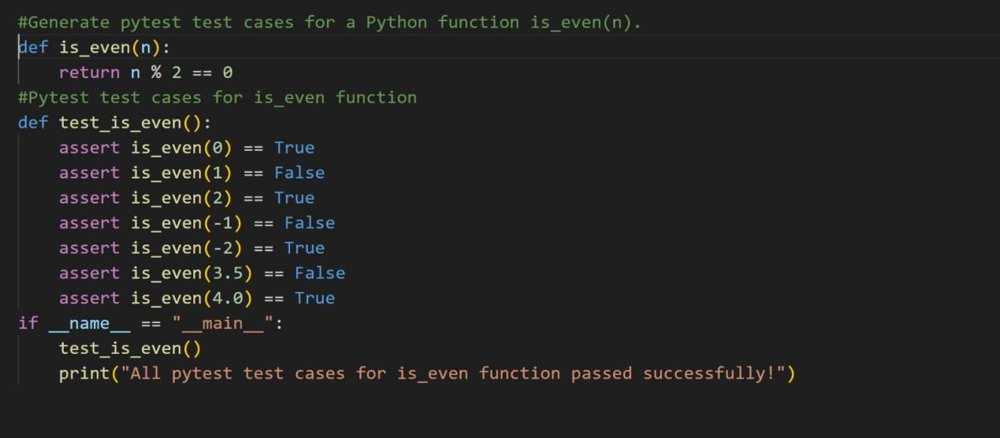 #Generate pytest test cases for a Python function is_even(n).
def is_even(n):
    return n % 2 == 0
#Pytest test cases for is_even function
def test_is_even():
    assert is_even(0) == True
    assert is_even(1) == False
    assert is_even(2) == True
    assert is_even(-1) == False
    assert is_even(-2) == True
    assert is_even(3.5) == False
    assert is_even(4.0) == True
if __name__ == "__main__":
    test_is_even()
    print("All pytest test cases for is_even function passed successfully!")